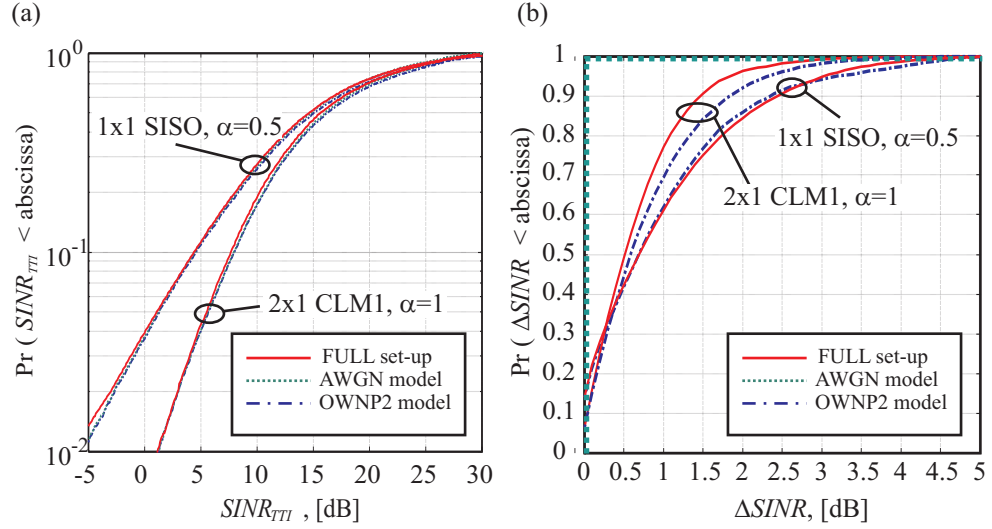 (a)
(b)
Pr ( SINR_TTI < abscissa)
10^0
10^-1
10^-2
1x1 SISO, α=0.5
2x1 CLM1, α=1
FULL set-up
AWGN model
OWNP2 model
-5 0 5 10 15 20 25 30
SINR_TTI , [dB]
Pr ( ΔSINR < abscissa)
1
0.9
0.8
0.7
0.6
0.5
0.4
0.3
0.2
0.1
0
1x1 SISO, α=0.5
2x1 CLM1, α=1
FULL set-up
AWGN model
OWNP2 model
0 0.5 1 1.5 2 2.5 3 3.5 4 4.5 5
ΔSINR, [dB]